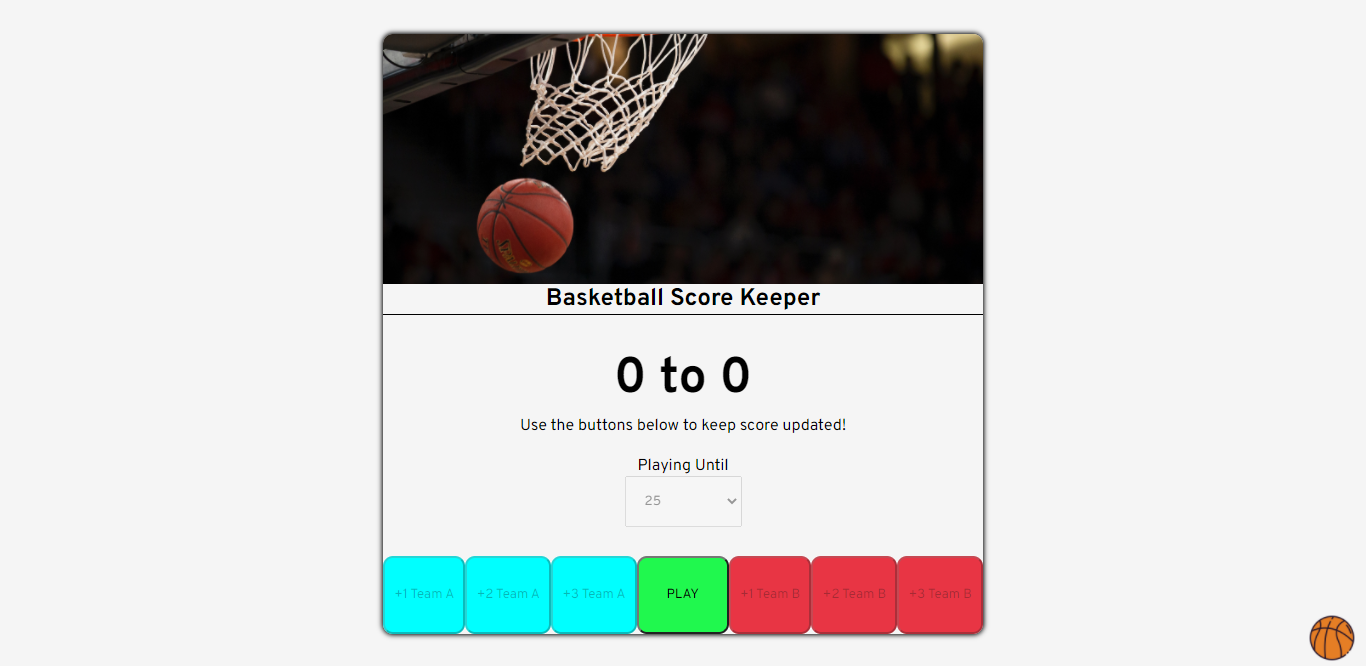 Basketball Score Keeper
0 to 0
Use the buttons below to keep score updated!
Playing Until
25
+1 Team A +2 Team A +3 Team A PLAY +1 Team B +2 Team B +3 Team B